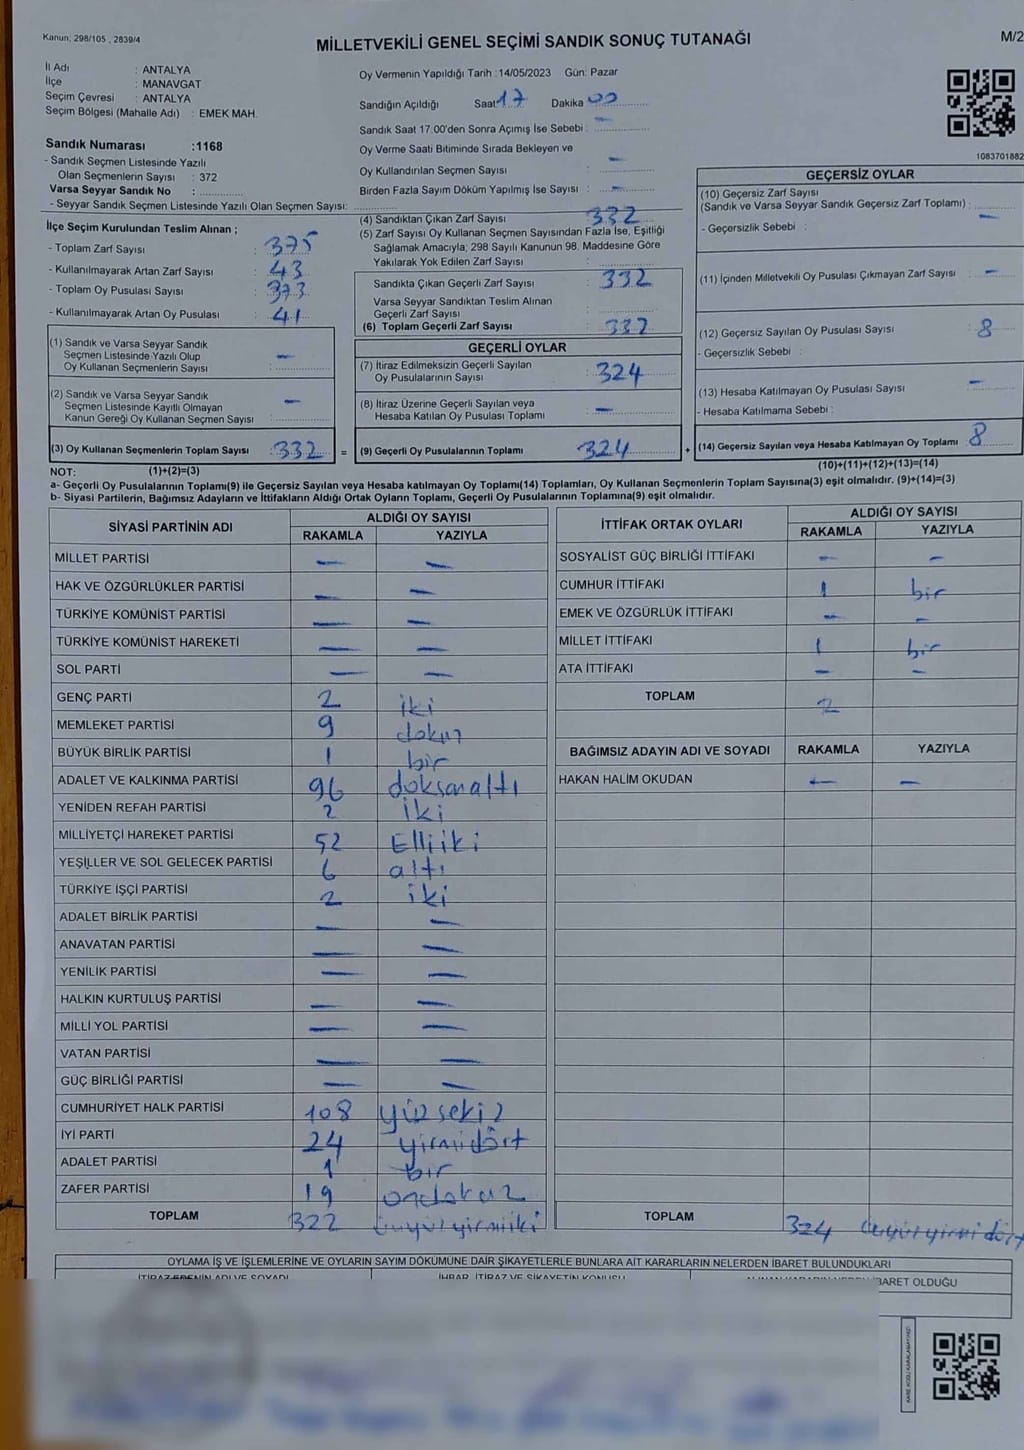 Kanun; 298/105 , 2839/4
MİLLETVEKİLİ GENEL SEÇİMİ SANDIK SONUÇ TUTANAĞI
M/2
İl Adı : ANTALYA
İlçe : MANAVGAT
Seçim Çevresi : ANTALYA
Seçim Bölgesi (Mahalle Adı) : EMEK MAH.
Oy Vermenin Yapıldığı Tarih :14/05/2023 Gün: Pazar
Sandığın Açıldığı Saat 17 Dakika 00
Sandık Saat 17.00'den Sonra Açımış İse Sebebi : —
Oy Verme Saati Bitiminde Sırada Bekleyen ve
Oy Kullandırılan Seçmen Sayısı : —
Birden Fazla Sayım Döküm Yapılmış İse Sayısı : —
1083701882
Sandık Numarası :1168
- Sandık Seçmen Listesinde Yazılı
Olan Seçmenlerin Sayısı : 372
Varsa Seyyar Sandık No :
- Seyyar Sandık Seçmen Listesinde Yazılı Olan Seçmen Sayısı:
İlçe Seçim Kurulundan Teslim Alınan ;
- Toplam Zarf Sayısı : 375
- Kullanılmayarak Artan Zarf Sayısı : 43
- Toplam Oy Pusulası Sayısı : 373
- Kullanılmayarak Artan Oy Pusulası : 41
(1) Sandık ve Varsa Seyyar Sandık
Seçmen Listesinde Yazılı Olup
Oy Kullanan Seçmenlerin Sayısı : —
(2) Sandık ve Varsa Seyyar Sandık
Seçmen Listesinde Kayıtlı Olmayan
Kanun Gereği Oy Kullanan Seçmen Sayısı : —
(3) Oy Kullanan Seçmenlerin Toplam Sayısı : 332 =
(4) Sandıktan Çıkan Zarf Sayısı : 332
(5) Zarf Sayısı Oy Kullanan Seçmen Sayısından Fazla İse, Eşitliği
Sağlamak Amacıyla; 298 Sayılı Kanunun 98. Maddesine Göre
Yakılarak Yok Edilen Zarf Sayısı :
Sandıkta Çıkan Geçerli Zarf Sayısı : 332
Varsa Seyyar Sandıktan Teslim Alınan
Geçerli Zarf Sayısı :
(6) Toplam Geçerli Zarf Sayısı : 332
GEÇERLİ OYLAR
(7) İtiraz Edilmeksizin Geçerli Sayılan
Oy Pusulalarının Sayısı : 324
(8) İtiraz Üzerine Geçerli Sayılan veya
Hesaba Katılan Oy Pusulası Toplamı : —
(9) Geçerli Oy Pusulalarının Toplamı : 324 +
GEÇERSİZ OYLAR
(10) Geçersiz Zarf Sayısı
(Sandık ve Varsa Seyyar Sandık Geçersiz Zarf Toplamı) : —
- Geçersizlik Sebebi :
(11) İçinden Milletvekili Oy Pusulası Çıkmayan Zarf Sayısı : —
(12) Geçersiz Sayılan Oy Pusulası Sayısı : 8
- Geçersizlik Sebebi :
(13) Hesaba Katılmayan Oy Pusulası Sayısı : —
- Hesaba Katılmama Sebebi :
(14) Geçersiz Sayılan veya Hesaba Katılmayan Oy Toplamı : 8
NOT: (1)+(2)=(3)
(10)+(11)+(12)+(13)=(14)
a- Geçerli Oy Pusulalarının Toplamı(9) ile Geçersiz Sayılan veya Hesaba katılmayan Oy Toplamı(14) Toplamları, Oy Kullanan Seçmenlerin Toplam Sayısına(3) eşit olmalıdır. (9)+(14)=(3)
b- Siyasi Partilerin, Bağımsız Adayların ve İttifakların Aldığı Ortak Oyların Toplamı, Geçerli Oy Pusulalarının Toplamına(9) eşit olmalıdır.
SİYASİ PARTİNİN ADI ALDIĞI OY SAYISI
RAKAMLA YAZIYLA
MİLLET PARTİSİ — —
HAK VE ÖZGÜRLÜKLER PARTİSİ — —
TÜRKİYE KOMÜNİST PARTİSİ — —
TÜRKİYE KOMÜNİST HAREKETİ — —
SOL PARTİ — —
GENÇ PARTİ 2 iki
MEMLEKET PARTİSİ 9 dokuz
BÜYÜK BİRLİK PARTİSİ 1 bir
ADALET VE KALKINMA PARTİSİ 96 doksanaltı
YENİDEN REFAH PARTİSİ 2 iki
MİLLİYETÇİ HAREKET PARTİSİ 52 Elliiki
YEŞİLLER VE SOL GELECEK PARTİSİ 6 altı
TÜRKİYE İŞÇİ PARTİSİ 2 iki
ADALET BİRLİK PARTİSİ — —
ANAVATAN PARTİSİ — —
YENİLİK PARTİSİ — —
HALKIN KURTULUŞ PARTİSİ — —
MİLLİ YOL PARTİSİ — —
VATAN PARTİSİ — —
GÜÇ BİRLİĞİ PARTİSİ — —
CUMHURİYET HALK PARTİSİ 108 yüzsekiz
İYİ PARTİ 24 yirmidört
ADALET PARTİSİ 1 bir
ZAFER PARTİSİ 19 ondokuz
TOPLAM 322 üçyüzyirmiiki
İTTİFAK ORTAK OYLARI ALDIĞI OY SAYISI
RAKAMLA YAZIYLA
SOSYALİST GÜÇ BİRLİĞİ İTTİFAKI — —
CUMHUR İTTİFAKI 1 bir
EMEK VE ÖZGÜRLÜK İTTİFAKI — —
MİLLET İTTİFAKI 1 bir
ATA İTTİFAKI — —
TOPLAM 2
BAĞIMSIZ ADAYIN ADI VE SOYADI RAKAMLA YAZIYLA
HAKAN HALİM OKUDAN — —
TOPLAM 324 üçyüzyirmidört
OYLAMA İŞ VE İŞLEMLERİNE VE OYLARIN SAYIM DÖKÜMÜNE DAİR ŞİKAYETLERLE BUNLARA AİT KARARLARIN NELERDEN İBARET BULUNDUKLARI
İTİRAZ EDENİN ADI VE SOYADI İHBAR, İTİRAZ VE ŞİKAYETİN KONUSU İBARET OLDUĞU